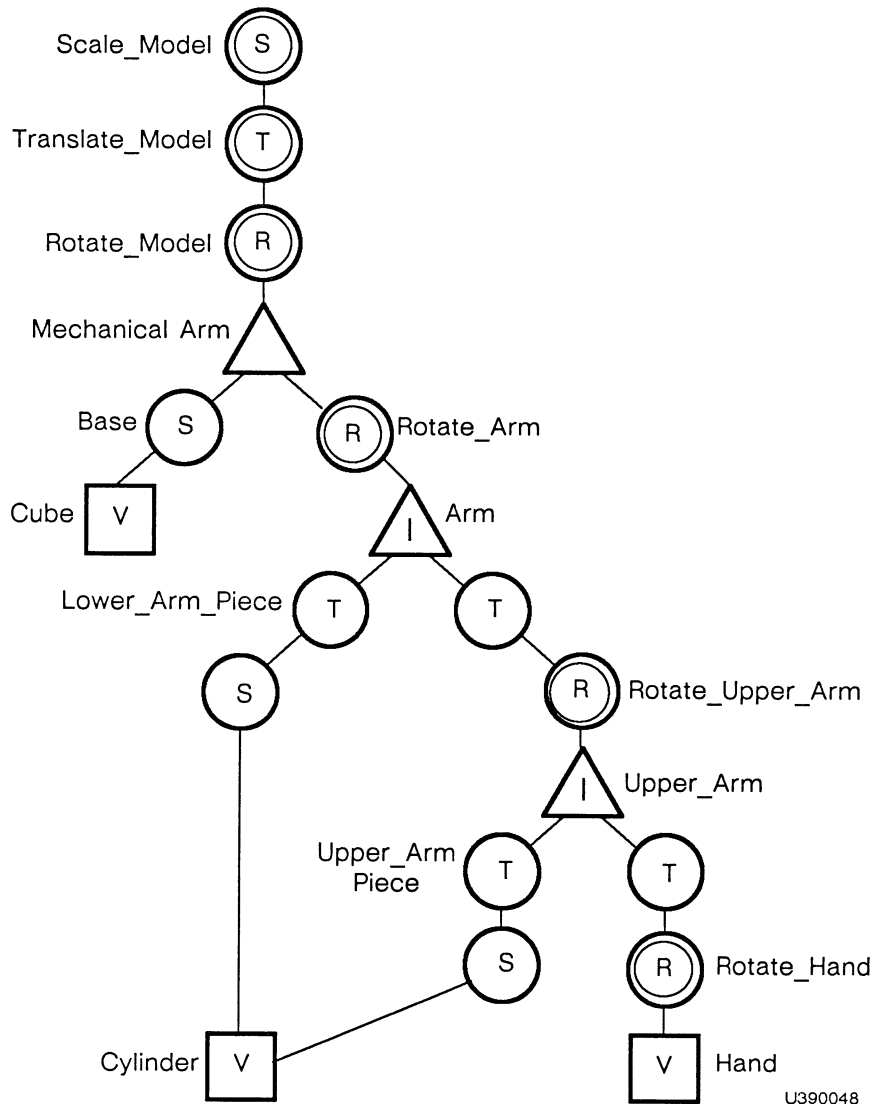 Scale_Model
S
Translate_Model
T
Rotate_Model
R
Mechanical Arm
Base
S
R
Rotate_Arm
Cube
V
I
Arm
Lower_Arm_Piece
T
T
S
R
Rotate_Upper_Arm
I
Upper_Arm
Upper_Arm
Piece
T
T
S
R
Rotate_Hand
Cylinder
V
V
Hand
U390048